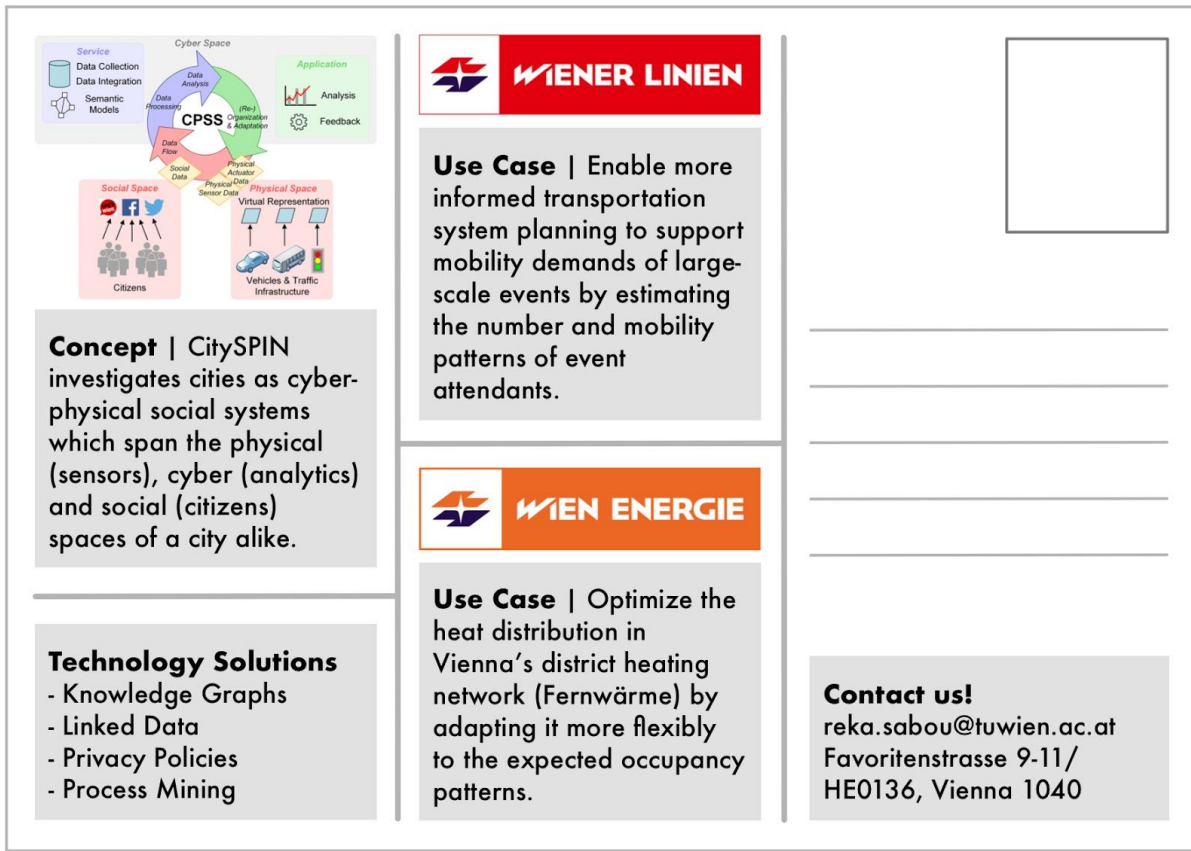 Cyber Space
Service
Data Collection
Data Integration
Semantic
Models
Data
Analysis
Data
Processing
CPSS
(Re-)
Organization
& Adaptation
Data
Flow
Application
Analysis
Feedback
Social
Data
Physical
Sensor Data
Physical
Actuator
Data
Social Space
Citizens
Physical Space
Virtual Representation
Vehicles & Traffic
Infrastructure
Concept | CitySPIN
investigates cities as cyber-
physical social systems
which span the physical
(sensors), cyber (analytics)
and social (citizens)
spaces of a city alike.
Technology Solutions
- Knowledge Graphs
- Linked Data
- Privacy Policies
- Process Mining
WIENER LINIEN
Use Case | Enable more
informed transportation
system planning to support
mobility demands of large-
scale events by estimating
the number and mobility
patterns of event
attendants.
WIEN ENERGIE
Use Case | Optimize the
heat distribution in
Vienna's district heating
network (Fernwärme) by
adapting it more flexibly
to the expected occupancy
patterns.
Contact us!
reka.sabou@tuwien.ac.at
Favoritenstrasse 9-11/
HE0136, Vienna 1040